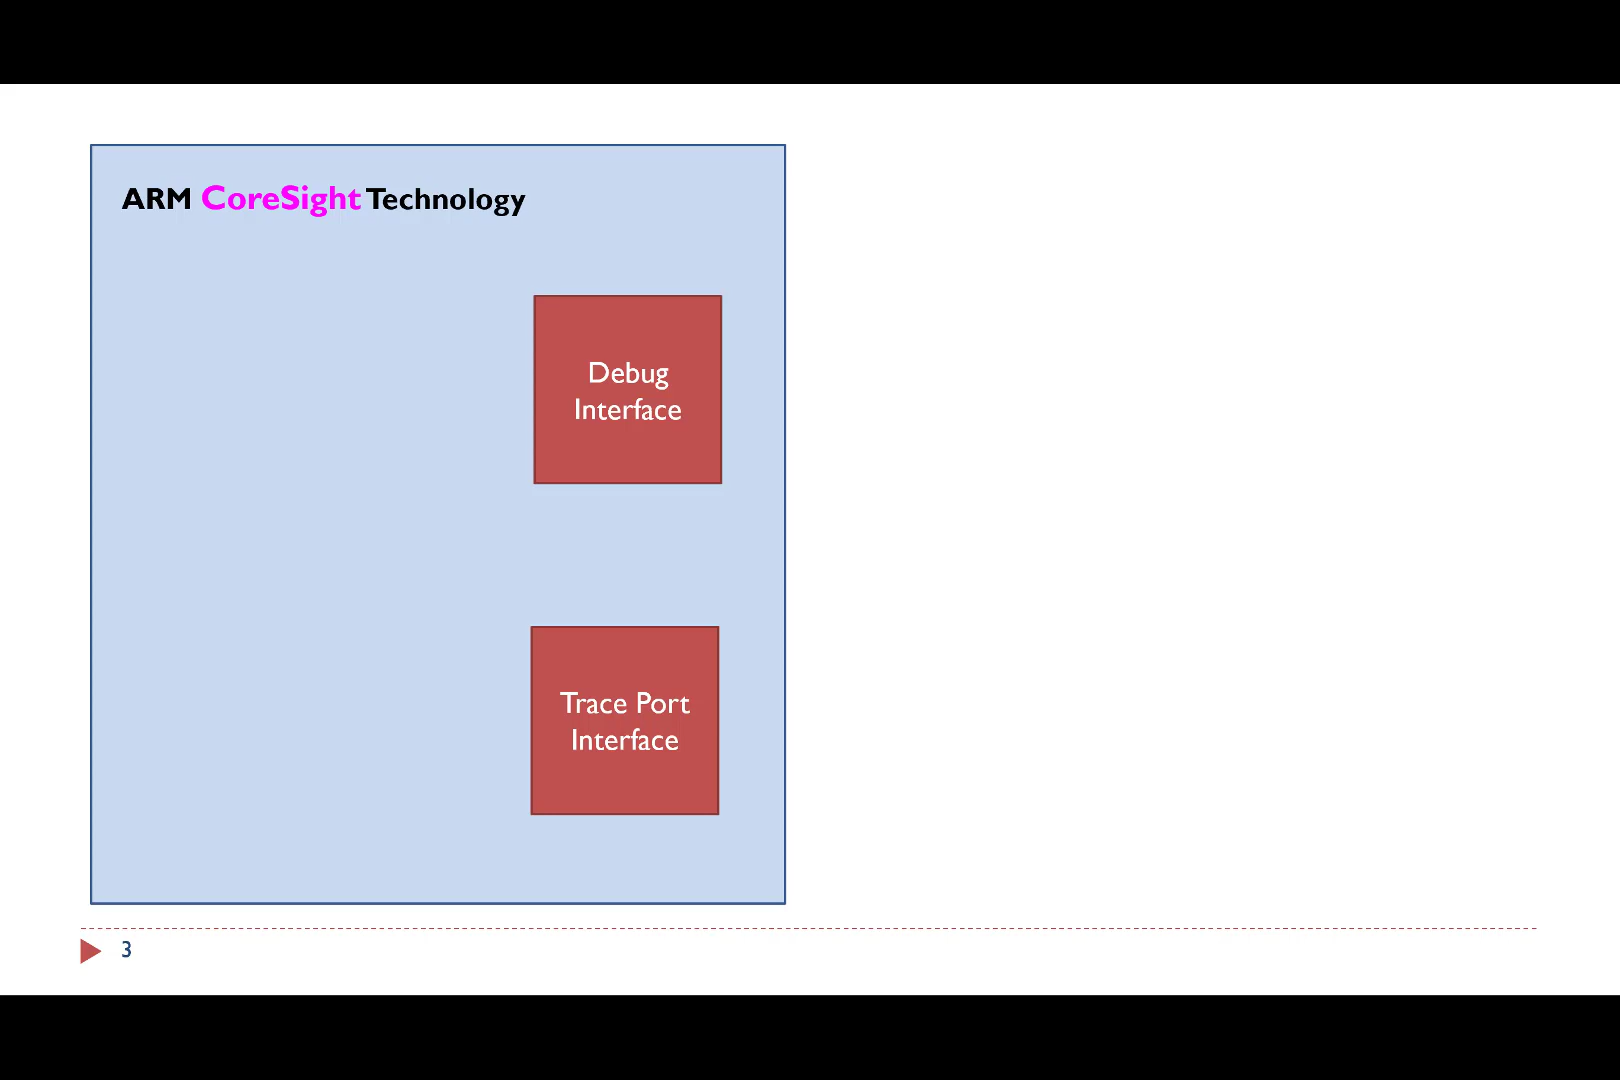 ARM CoreSight Technology
Debug
Interface
Trace Port
Interface
3